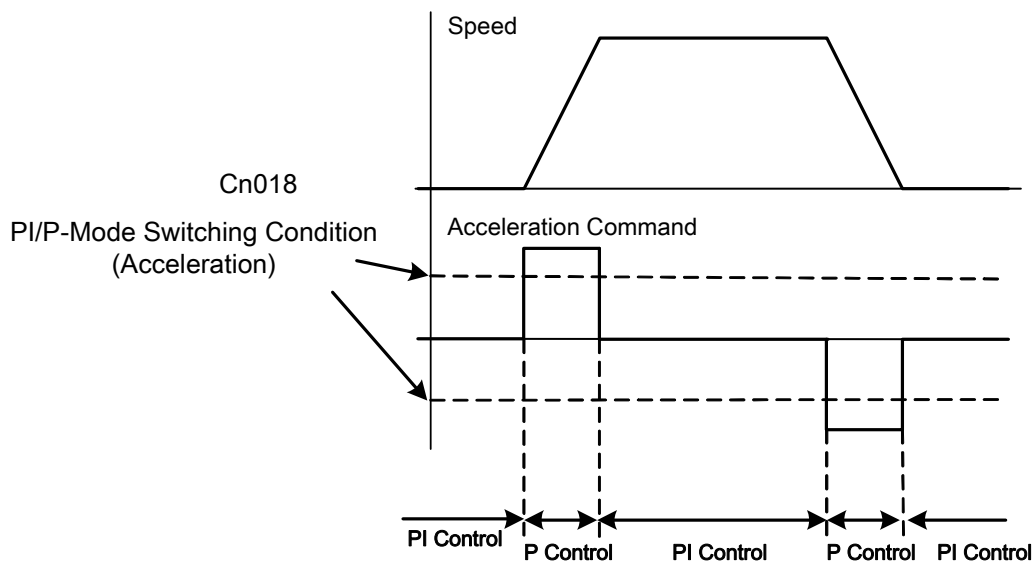 Speed
Cn018
PI/P-Mode Switching Condition
(Acceleration)
Acceleration Command
PI Control
P Control
PI Control
P Control
PI Control